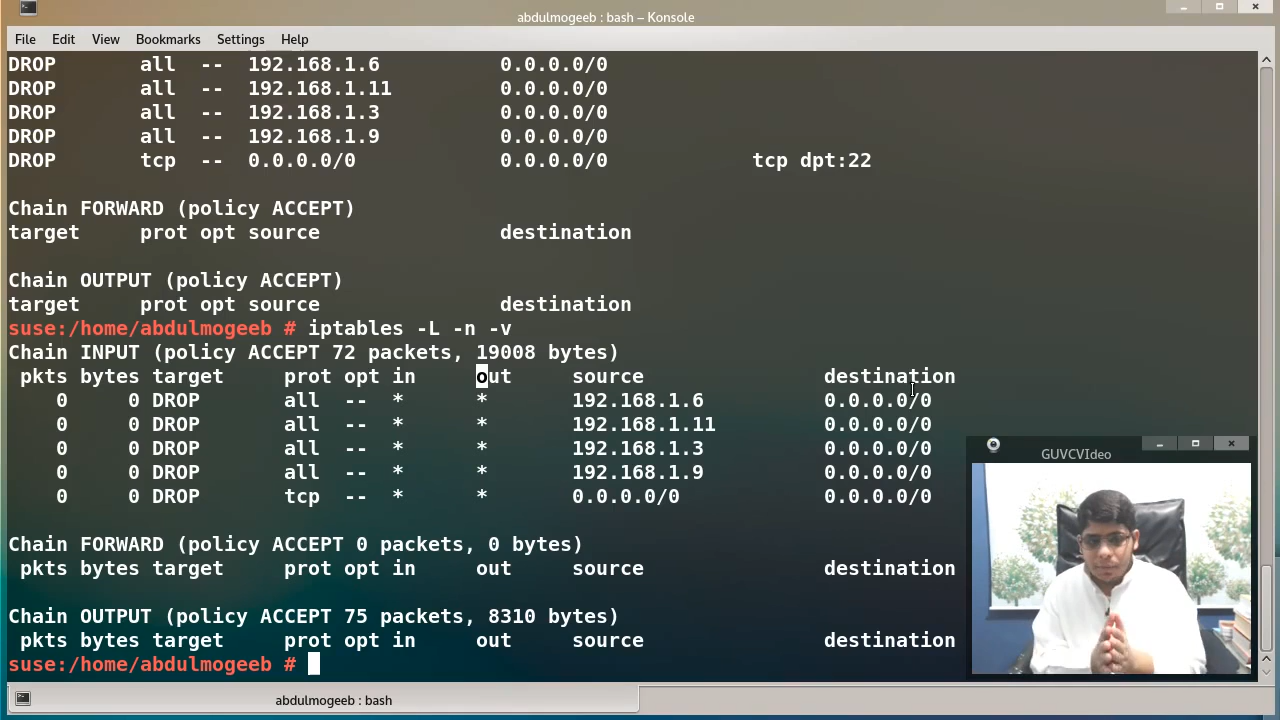 abdulmogeeb : bash – Konsole
File Edit View Bookmarks Settings Help
DROP all -- 192.168.1.6 0.0.0.0/0
DROP all -- 192.168.1.11 0.0.0.0/0
DROP all -- 192.168.1.3 0.0.0.0/0
DROP all -- 192.168.1.9 0.0.0.0/0
DROP tcp -- 0.0.0.0/0 0.0.0.0/0 tcp dpt:22
Chain FORWARD (policy ACCEPT)
target prot opt source destination
Chain OUTPUT (policy ACCEPT)
target prot opt source destination
suse:/home/abdulmogeeb # iptables -L -n -v
Chain INPUT (policy ACCEPT 72 packets, 19008 bytes)
pkts bytes target prot opt in out source destination
0 0 DROP all -- * * 192.168.1.6 0.0.0.0/0
0 0 DROP all -- * * 192.168.1.11 0.0.0.0/0
0 0 DROP all -- * * 192.168.1.3 0.0.0.0/0
0 0 DROP all -- * * 192.168.1.9 0.0.0.0/0
0 0 DROP tcp -- * * 0.0.0.0/0 0.0.0.0/0
Chain FORWARD (policy ACCEPT 0 packets, 0 bytes)
pkts bytes target prot opt in out source destination
Chain OUTPUT (policy ACCEPT 75 packets, 8310 bytes)
pkts bytes target prot opt in out source destination
suse:/home/abdulmogeeb #
GUVCVIdeo
abdulmogeeb : bash